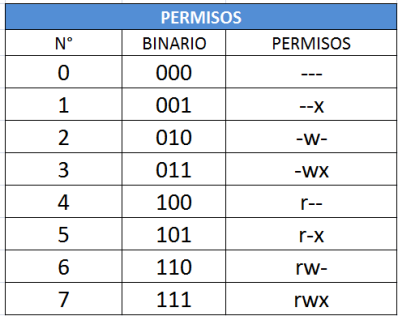 PERMISOS
N° BINARIO PERMISOS
0 000 ---
1 001 --x
2 010 -w-
3 011 -wx
4 100 r--
5 101 r-x
6 110 rw-
7 111 rwx